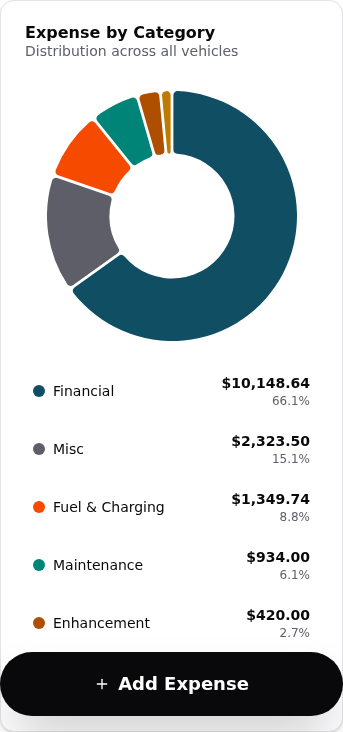 Expense by Category
Distribution across all vehicles
Financial
$10,148.64
66.1%
Misc
$2,323.50
15.1%
Fuel & Charging
$1,349.74
8.8%
Maintenance
$934.00
6.1%
Enhancement
$420.00
2.7%
+ Add Expense